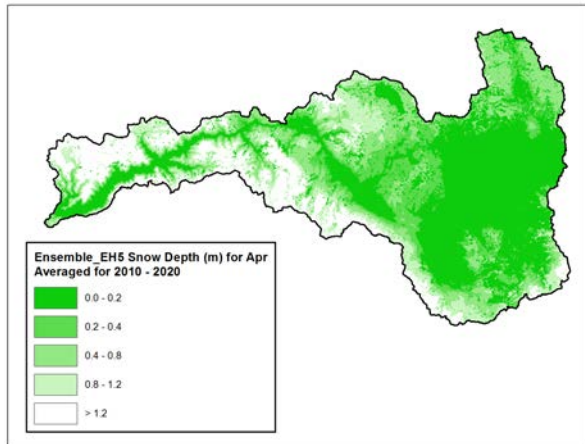 Ensemble_EH5 Snow Depth (m) for Apr
Averaged for 2010 - 2020
0.0 - 0.2
0.2 - 0.4
0.4 - 0.8
0.8 - 1.2
> 1.2